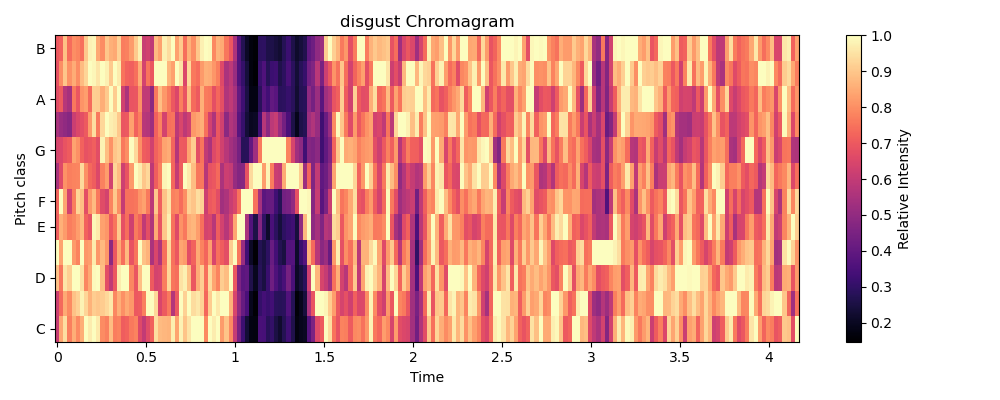 disgust Chromagram
Pitch class
B
A
G
F
E
D
C
0 0.5 1 1.5 2 2.5 3 3.5 4
Time
1.0
0.9
0.8
0.7
0.6
0.5
0.4
0.3
0.2
Relative Intensity